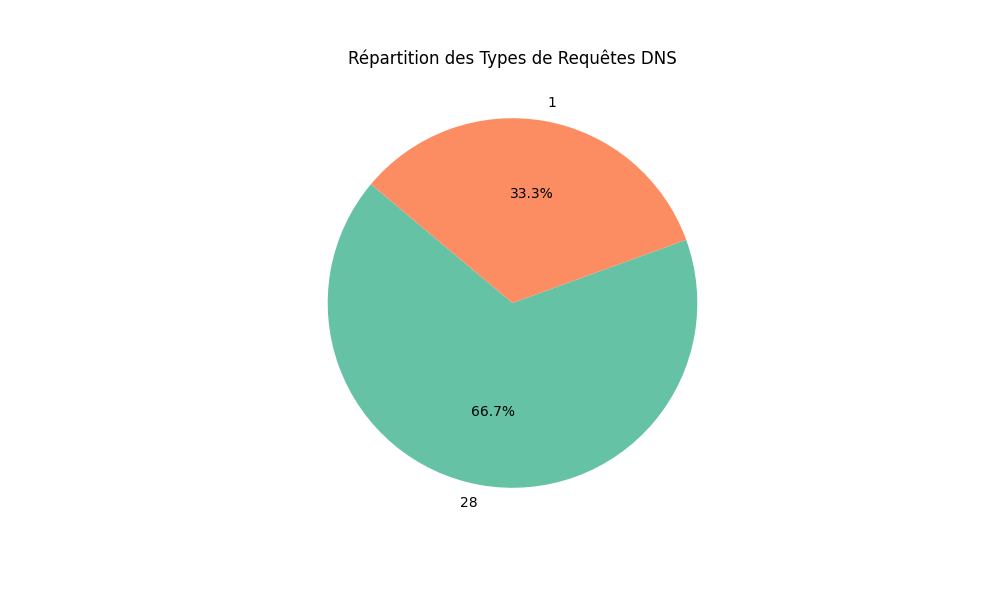 Répartition des Types de Requêtes DNS
1
33.3%
66.7%
28